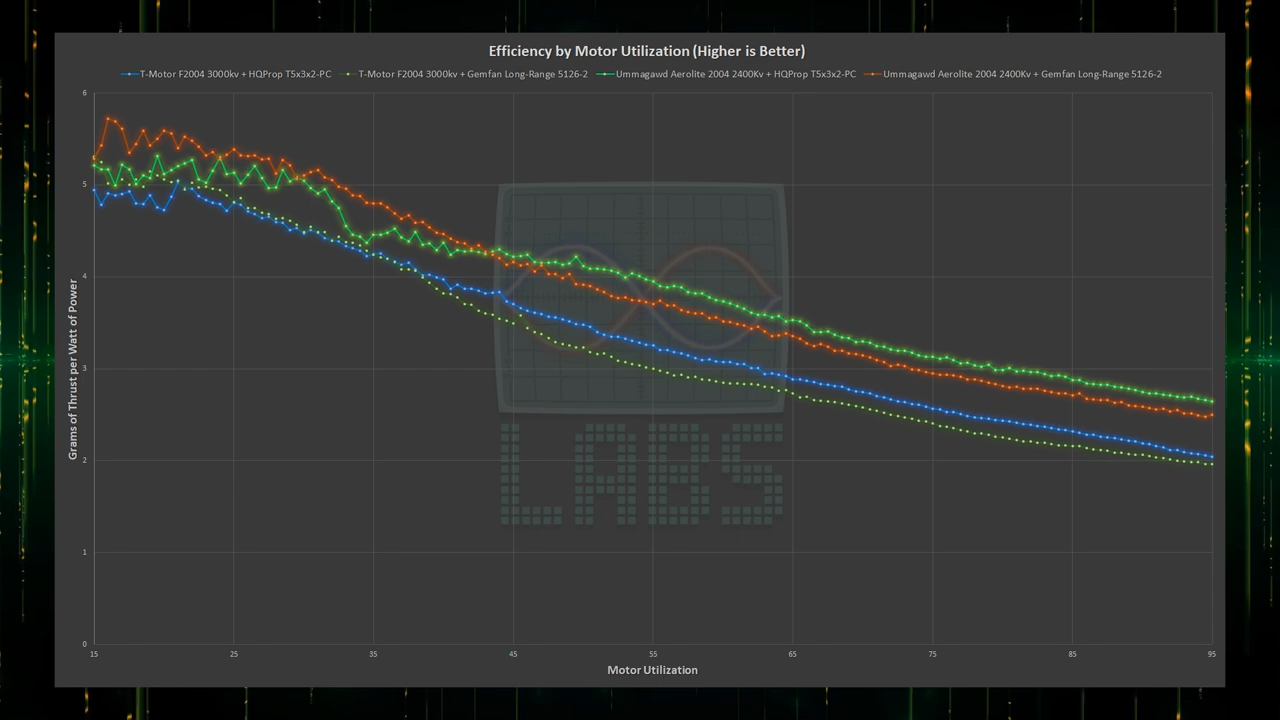 Efficiency by Motor Utilization (Higher is Better)
T-Motor F2004 3000kv + HQProp T5x3x2-PC
T-Motor F2004 3000kv + Gemfan Long-Range 5126-2
Ummagawd Aerolite 2004 2400Kv + HQProp T5x3x2-PC
Ummagawd Aerolite 2004 2400Kv + Gemfan Long-Range 5126-2
Grams of Thrust per Watt of Power
6
5
4
3
2
1
0
LABS
15 25 35 45 55 65 75 85 95
Motor Utilization